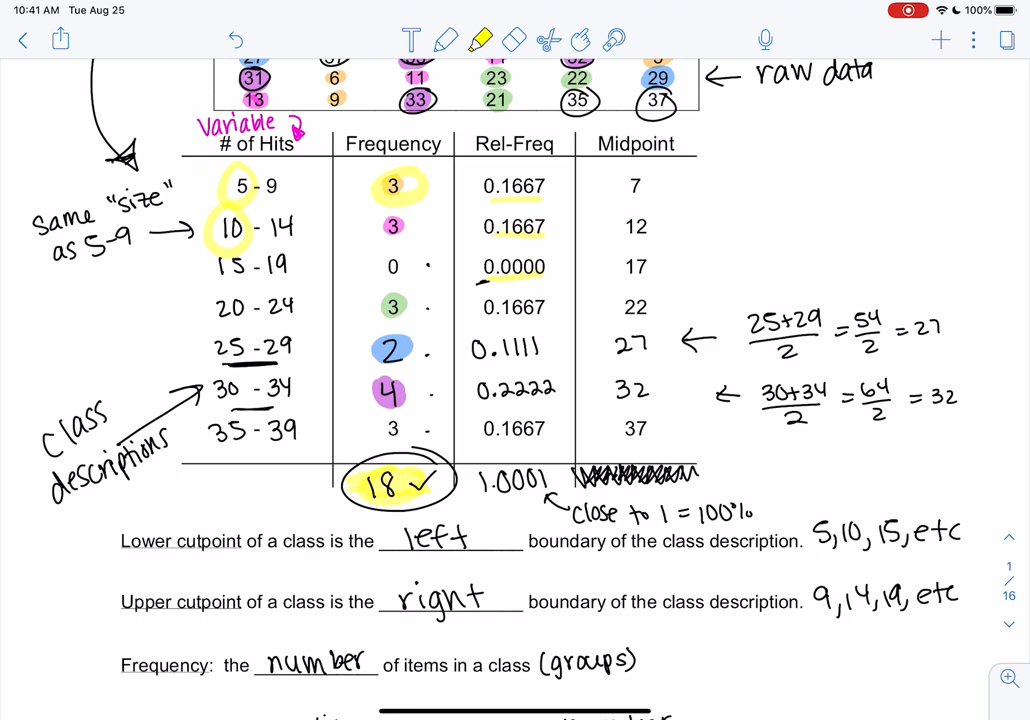 10:41 AM Tue Aug 25
100%
31 6 11 23 22 29
13 9 33 21 35 37
← raw data
Variable
# of Hits Frequency Rel-Freq Midpoint
5 - 9 3 0.1667 7
same "size"
as 5-9 →
10 - 14 3 0.1667 12
15 - 19 0 0.0000 17
20 - 24 3 0.1667 22
25 - 29 2 0.1111 27 ← 25+29/2 = 54/2 = 27
30 - 34 4 0.2222 32 ← 30+34/2 = 64/2 = 32
35 - 39 3 0.1667 37
Class
descriptions
18 ✓ 1.0001
close to 1 = 100%
Lower cutpoint of a class is the left boundary of the class description. 5, 10, 15, etc
Upper cutpoint of a class is the right boundary of the class description. 9, 14, 19, etc
Frequency: the number of items in a class (groups)
1
/
16